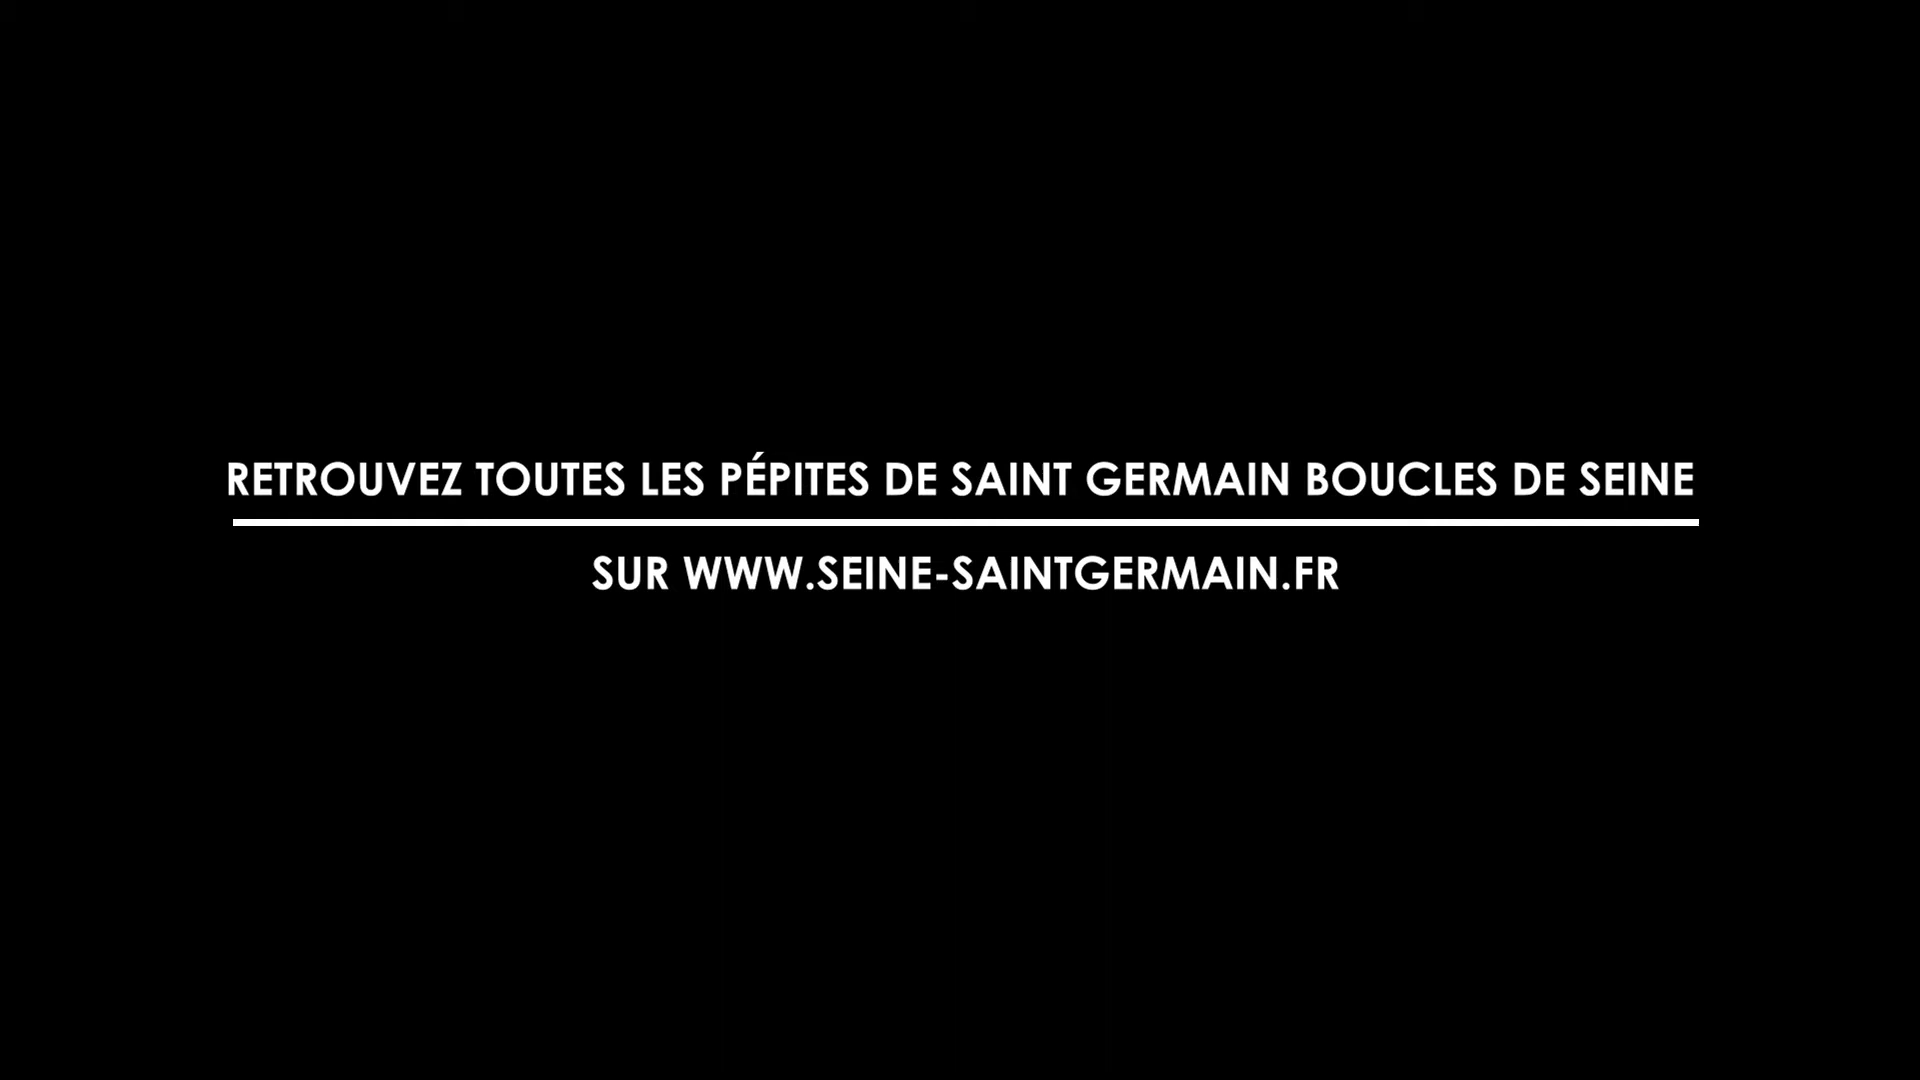 RETROUVEZ TOUTES LES PÉPITES DE SAINT GERMAIN BOUCLES DE SEINE
SUR WWW.SEINE-SAINTGERMAIN.FR